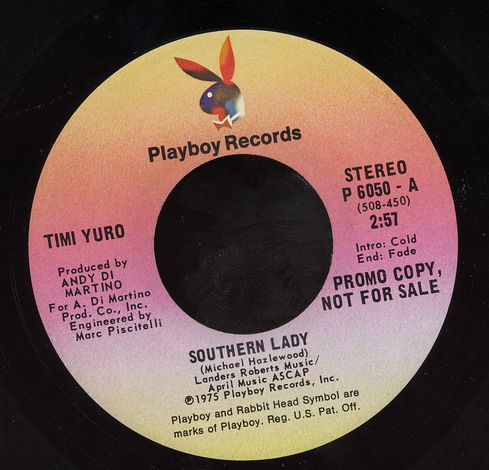 Playboy Records
STEREO
P 6050 - A
(508-450)
2:57
Intro: Cold
End: Fade
PROMO COPY,
NOT FOR SALE
TIMI YURO
Produced by
ANDY DI
MARTINO
For A. Di Martino
Prod. Co., Inc.
Engineered by
Marc Piscitelli
SOUTHERN LADY
(Michael Hazlewood)
Landers Roberts Music/
April Music ASCAP
℗1975 Playboy Records, Inc.
Playboy and Rabbit Head Symbol are
marks of Playboy. Reg. U.S. Pat. Off.